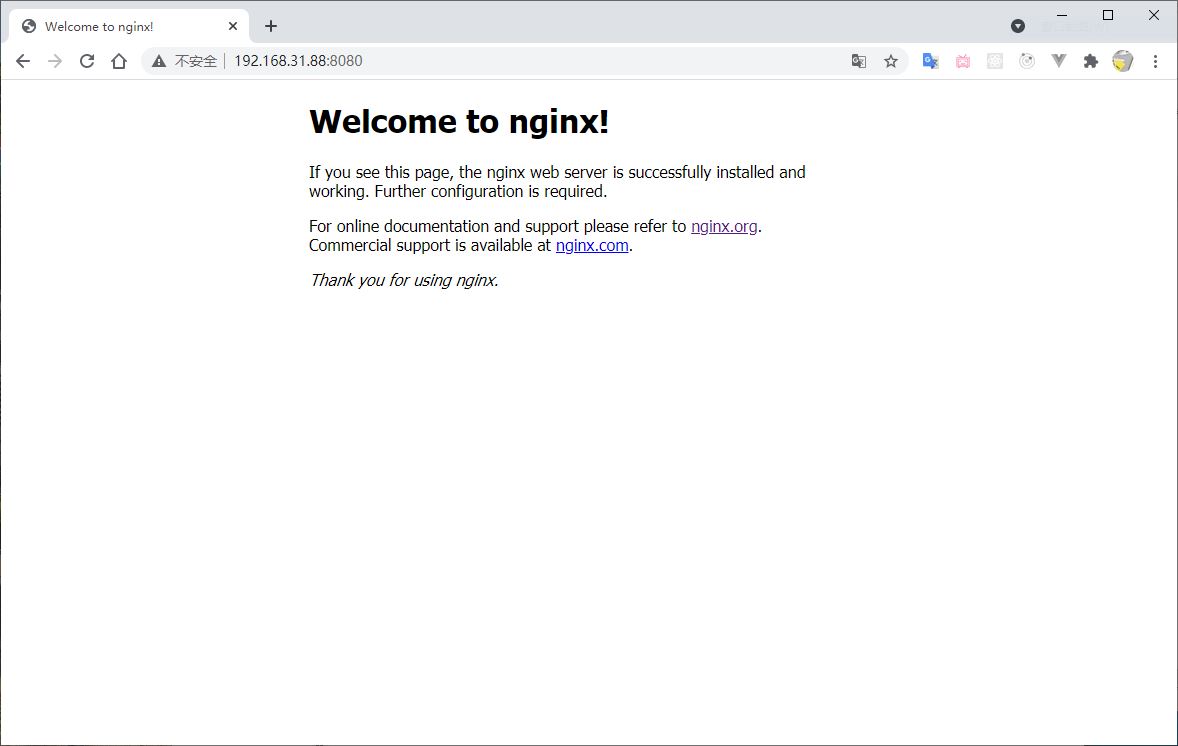 Welcome to nginx!
不安全 192.168.31.88:8080
Welcome to nginx!
If you see this page, the nginx web server is successfully installed and
working. Further configuration is required.
For online documentation and support please refer to nginx.org.
Commercial support is available at nginx.com.
Thank you for using nginx.